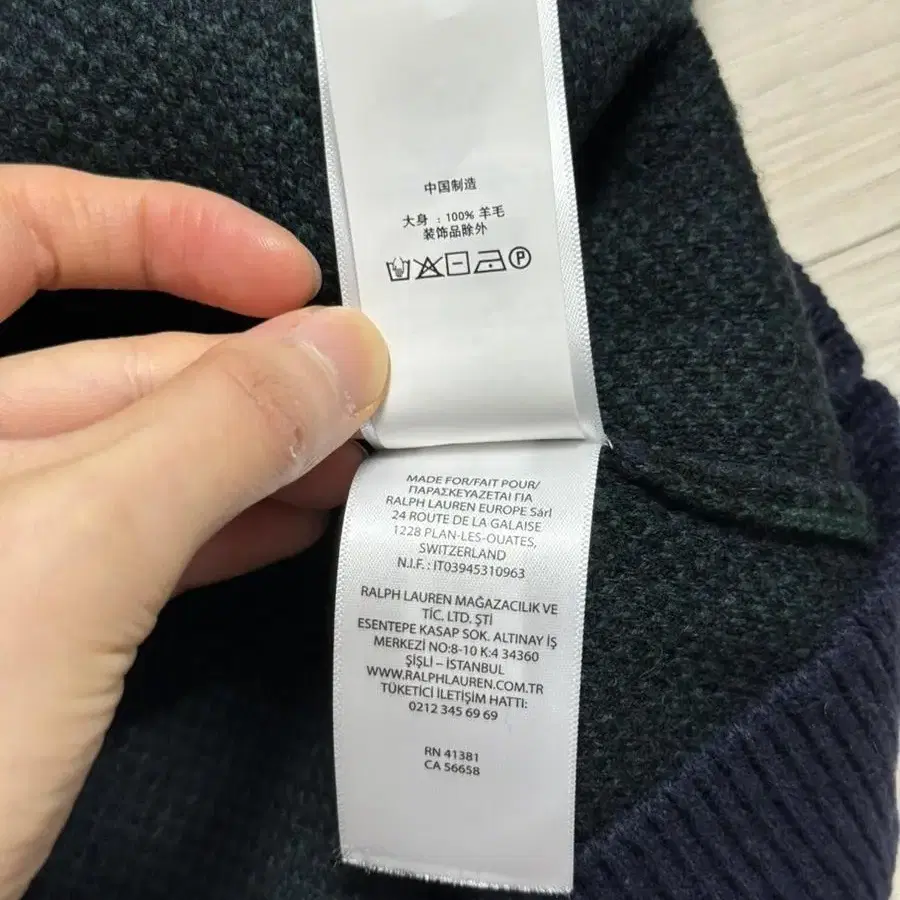 中国制造
大身 : 100% 羊毛
装饰品除外
P
MADE FOR/FAIT POUR/
ΠΑΡΑΣΚΕΥΑΖΕΤΑΙ ΓΙΑ
RALPH LAUREN EUROPE Sárl
24 ROUTE DE LA GALAISE
1228 PLAN-LES-OUATES,
SWITZERLAND
N.I.F. : IT03945310963
RALPH LAUREN MAĞAZACILIK VE
TİC. LTD. ŞTİ
ESENTEPE KASAP SOK. ALTINAY İŞ
MERKEZİ NO:8-10 K:4 34360
ŞİŞLİ – İSTANBUL
WWW.RALPHLAUREN.COM.TR
TÜKETİCİ İLETİŞİM HATTI:
0212 345 69 69
RN 41381
CA 56658